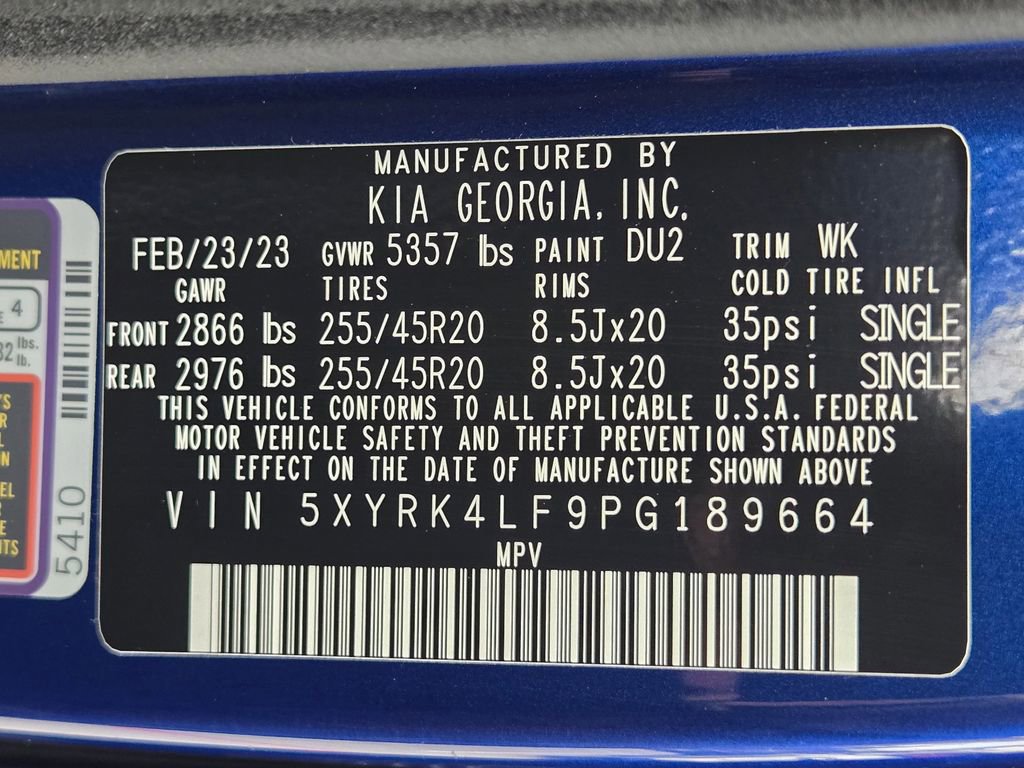 MANUFACTURED BY
KIA GEORGIA, INC.
FEB/23/23 GVWR 5357 lbs PAINT DU2 TRIM WK
GAWR TIRES RIMS COLD TIRE INFL
FRONT 2866 lbs 255/45R20 8.5Jx20 35psi SINGLE
REAR 2976 lbs 255/45R20 8.5Jx20 35psi SINGLE
THIS VEHICLE CONFORMS TO ALL APPLICABLE U.S.A. FEDERAL
MOTOR VEHICLE SAFETY AND THEFT PREVENTION STANDARDS
IN EFFECT ON THE DATE OF MANUFACTURE SHOWN ABOVE
VIN 5XYRK4LF9PG189664
MPV
4
lbs.
lb.
5410